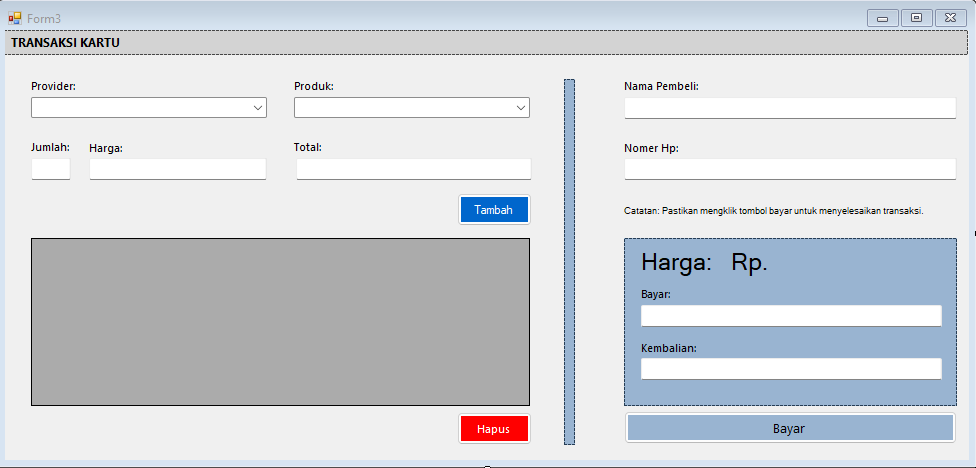 Form3
TRANSAKSI KARTU
Provider:
Produk:
Jumlah:
Harga:
Total:
Tambah
Hapus
Nama Pembeli:
Nomer Hp:
Catatan: Pastikan mengklik tombol bayar untuk menyelesaikan transaksi.
Harga: Rp.
Bayar:
Kembalian:
Bayar